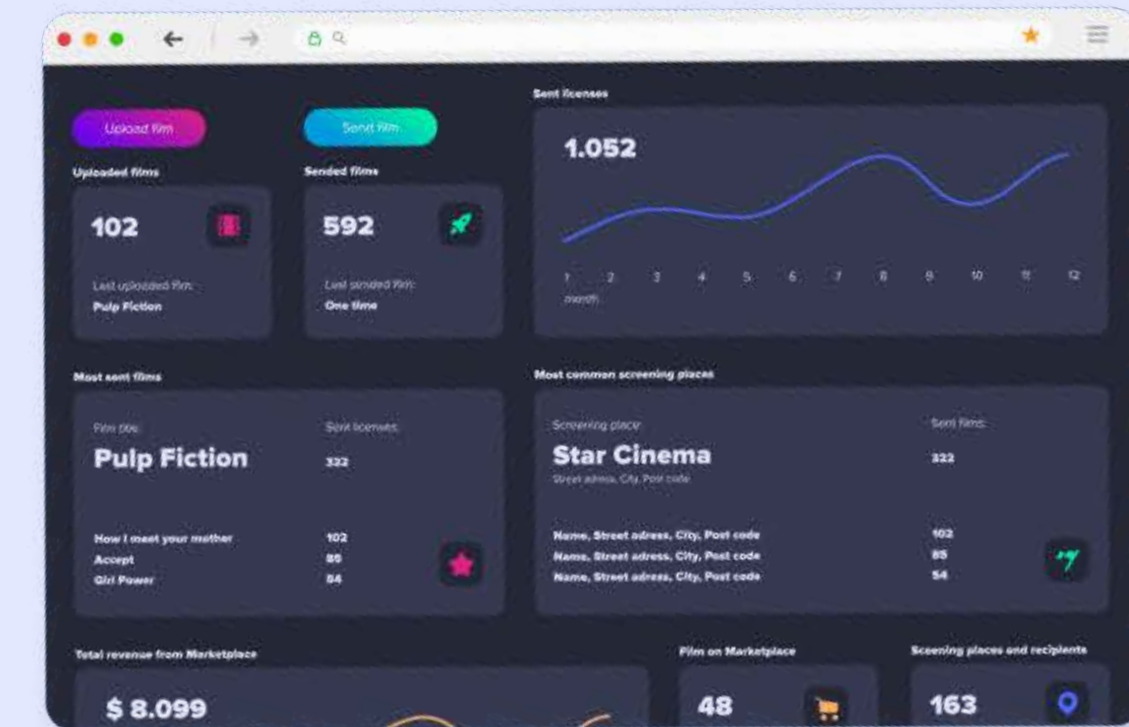 Upload film
Send film
Uploaded films
102
Last uploaded film:
Pulp Fiction
Sended films
592
Last sended film:
One time
Sent licenses
1.052
1 2 3 4 5 6 7 8 9 10 11 12
month
Most sent films
Film title: Sent licenses:
Pulp Fiction 322
How I meet your mother 102
Accept 85
Girl Power 54
Most common screening places
Screening place: Sent films:
Star Cinema 322
Street adress, City, Post code
Name, Street adress, City, Post code 102
Name, Street adress, City, Post code 85
Name, Street adress, City, Post code 54
Total revenue from Marketplace
$ 8.099
Film on Marketplace
48
Sceening places and recipients
163